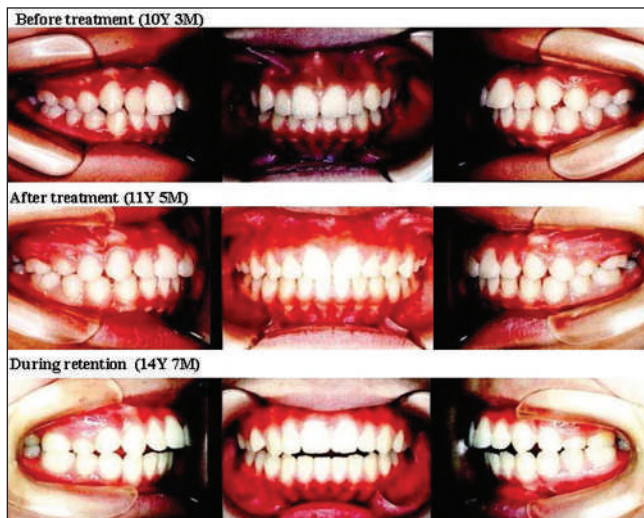 Before treatment (10Y 3M)
After treatment (11Y 5M)
During retention (14Y 7M)